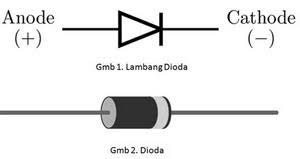 Anode Cathode
(+) (−)
Gmb 1. Lambang Dioda
Gmb 2. Dioda